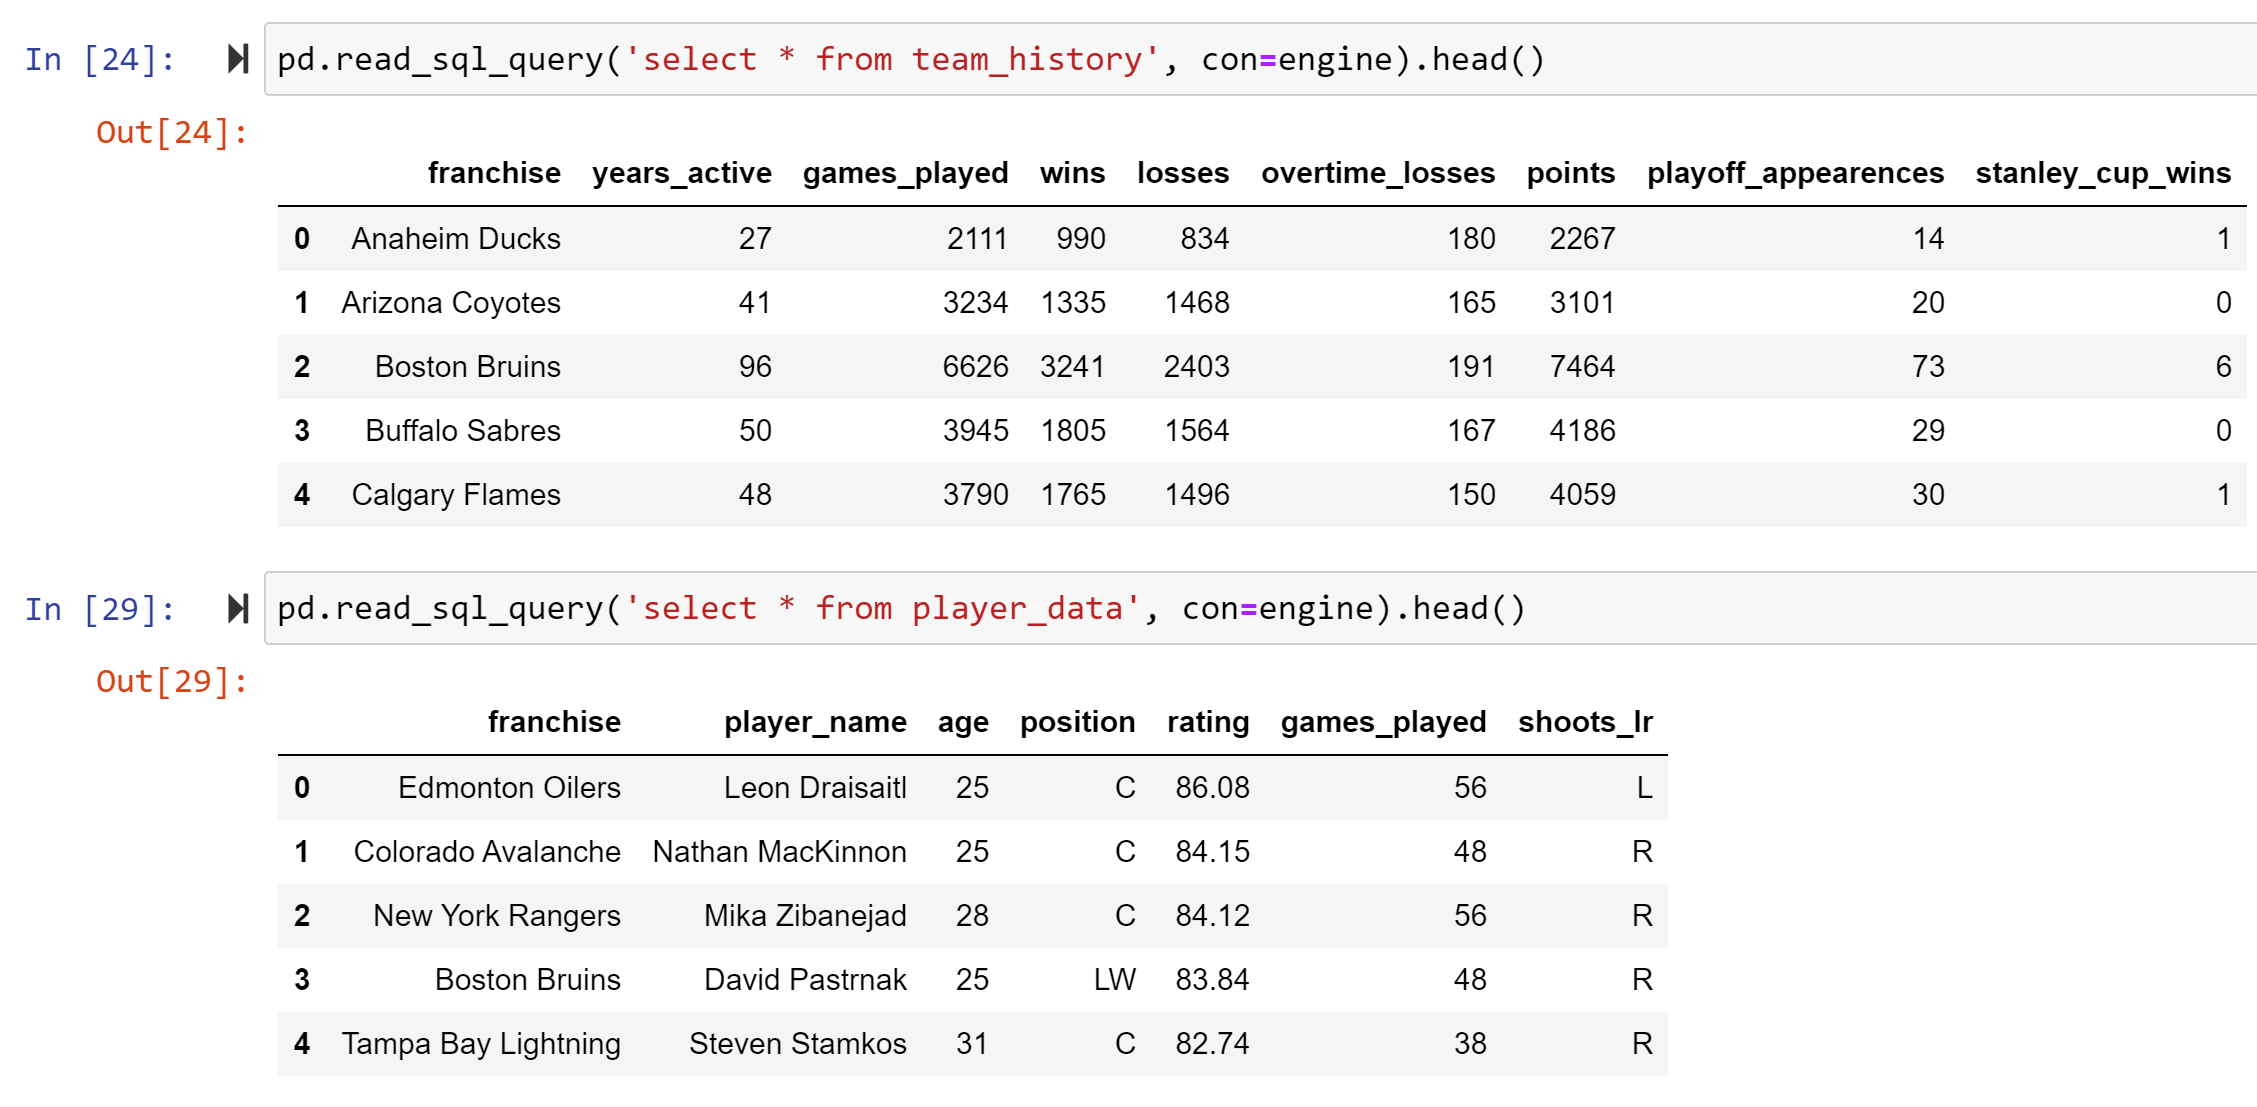 In [24]: pd.read_sql_query('select * from team_history', con=engine).head()
Out[24]:
franchise years_active games_played wins losses overtime_losses points playoff_appearences stanley_cup_wins
0 Anaheim Ducks 27 2111 990 834 180 2267 14 1
1 Arizona Coyotes 41 3234 1335 1468 165 3101 20 0
2 Boston Bruins 96 6626 3241 2403 191 7464 73 6
3 Buffalo Sabres 50 3945 1805 1564 167 4186 29 0
4 Calgary Flames 48 3790 1765 1496 150 4059 30 1
In [29]: pd.read_sql_query('select * from player_data', con=engine).head()
Out[29]:
franchise player_name age position rating games_played shoots_lr
0 Edmonton Oilers Leon Draisaitl 25 C 86.08 56 L
1 Colorado Avalanche Nathan MacKinnon 25 C 84.15 48 R
2 New York Rangers Mika Zibanejad 28 C 84.12 56 R
3 Boston Bruins David Pastrnak 25 LW 83.84 48 R
4 Tampa Bay Lightning Steven Stamkos 31 C 82.74 38 R